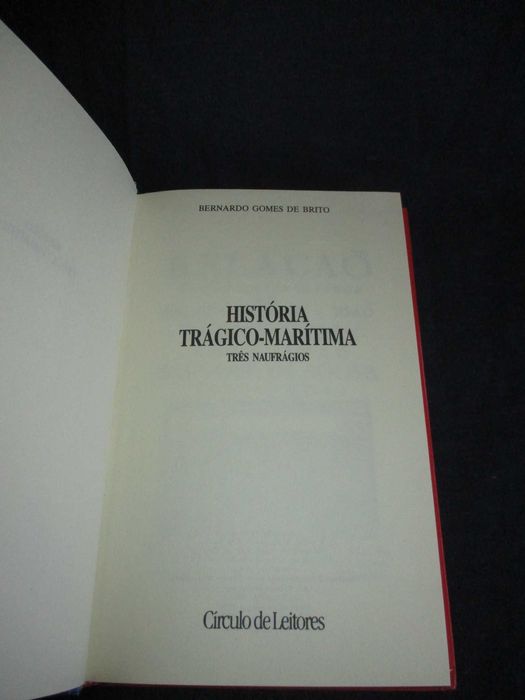 BERNARDO GOMES DE BRITO
HISTÓRIA
TRÁGICO-MARÍTIMA
TRÊS NAUFRÁGIOS
Círculo de Leitores